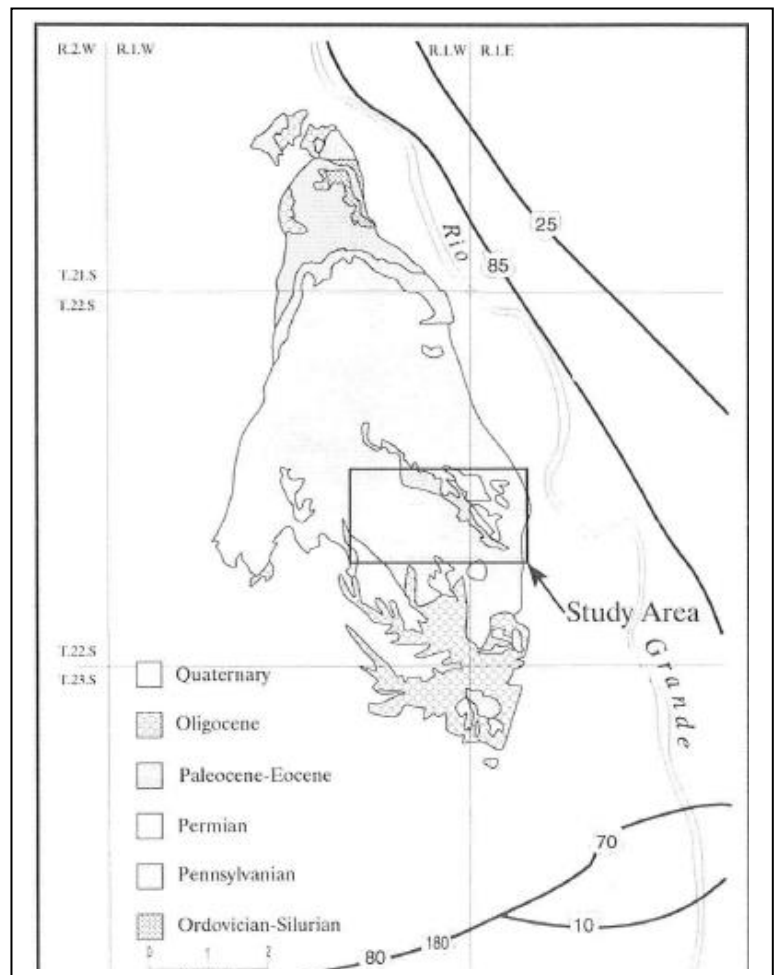 R.2.W R.1.W R.1.W R.1.E
25
Rio
85
T.21.S
T.22.S
Study Area
Grande
T.22.S
T.23.S
Quaternary
Oligocene
Paleocene-Eocene
Permian
Pennsylvanian
Ordovician-Silurian
70
10
180
80
0 1 2